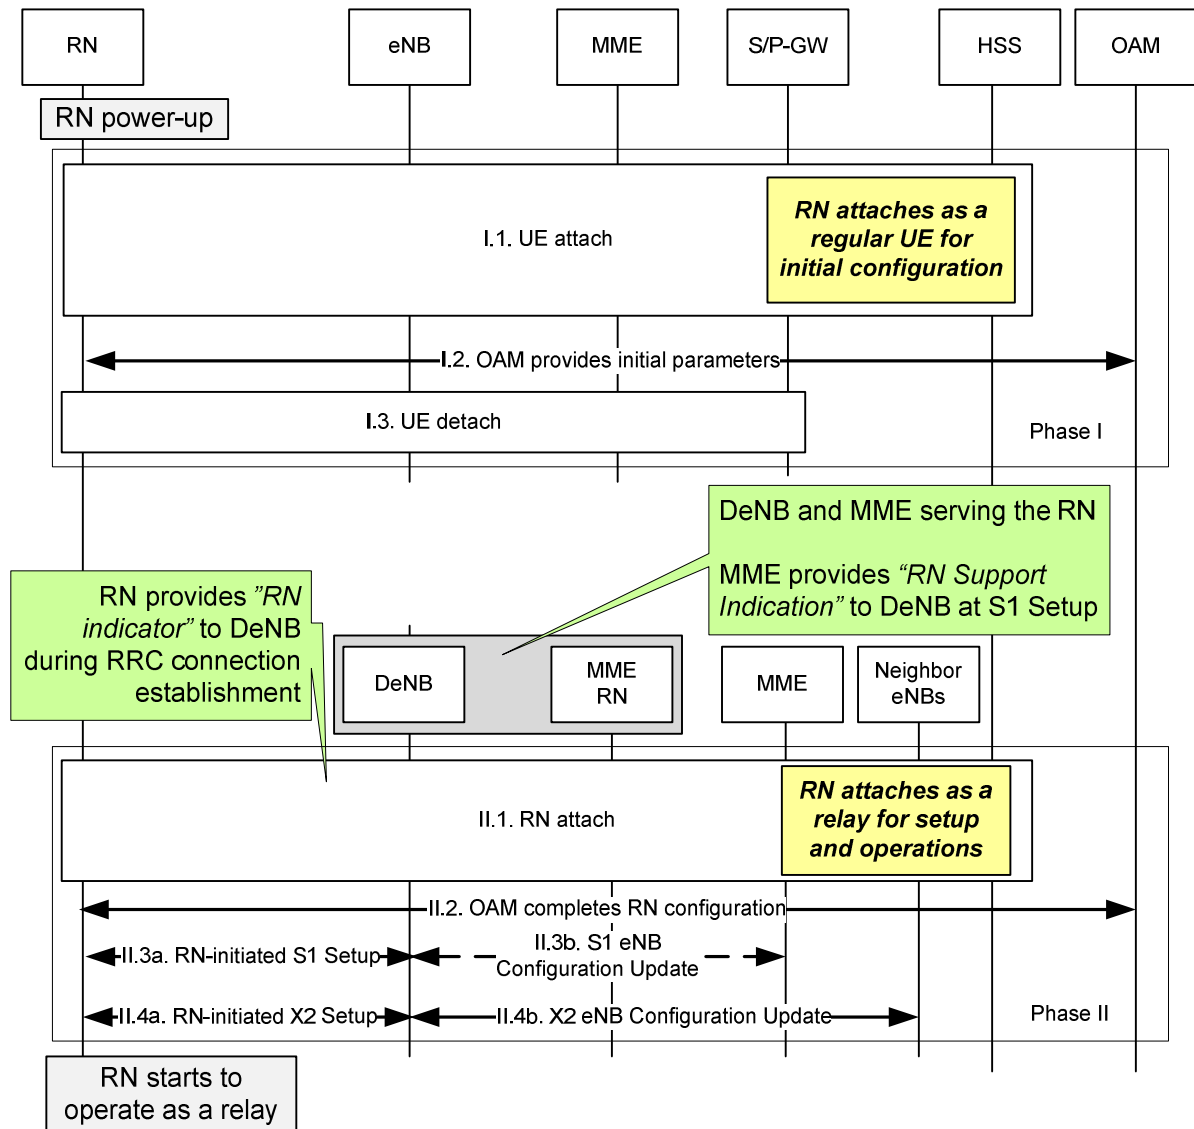 RN
eNB
MME
S/P-GW
HSS
OAM
RN power-up
I.1. UE attach
RN attaches as a
regular UE for
initial configuration
I.2. OAM provides initial parameters
I.3. UE detach
Phase I
DeNB and MME serving the RN
MME provides “RN Support
Indication” to DeNB at S1 Setup
RN provides ”RN
indicator” to DeNB
during RRC connection
establishment
DeNB
MME
RN
MME
Neighbor
eNBs
II.1. RN attach
RN attaches as a
relay for setup
and operations
II.2. OAM completes RN configuration
II.3a. RN-initiated S1 Setup
II.3b. S1 eNB
Configuration Update
II.4a. RN-initiated X2 Setup
II.4b. X2 eNB Configuration Update
Phase II
RN starts to
operate as a relay